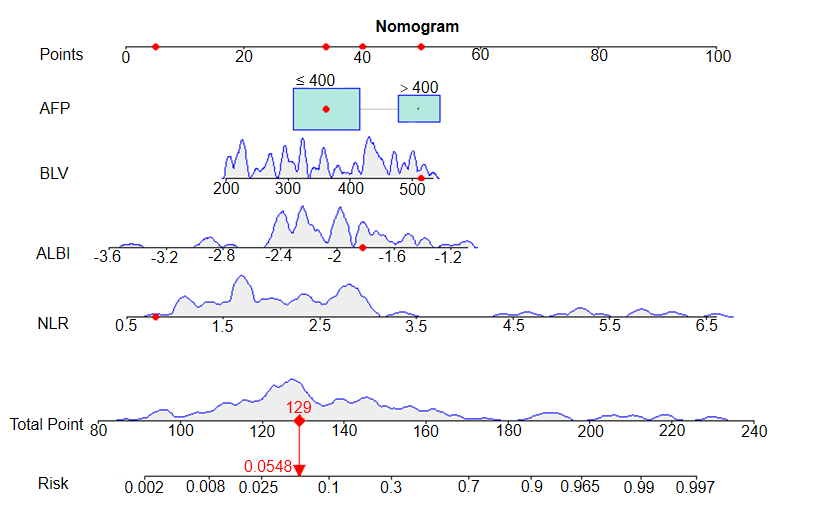 Nomogram
Points
0 20 40 60 80 100
≤ 400
> 400
AFP
BLV
200 300 400 500
ALBI
-3.6 -3.2 -2.8 -2.4 -2 -1.6 -1.2
NLR
0.5 1.5 2.5 3.5 4.5 5.5 6.5
129
Total Point
80 100 120 140 160 180 200 220 240
0.0548
Risk
0.002 0.008 0.025 0.1 0.3 0.7 0.9 0.965 0.99 0.997